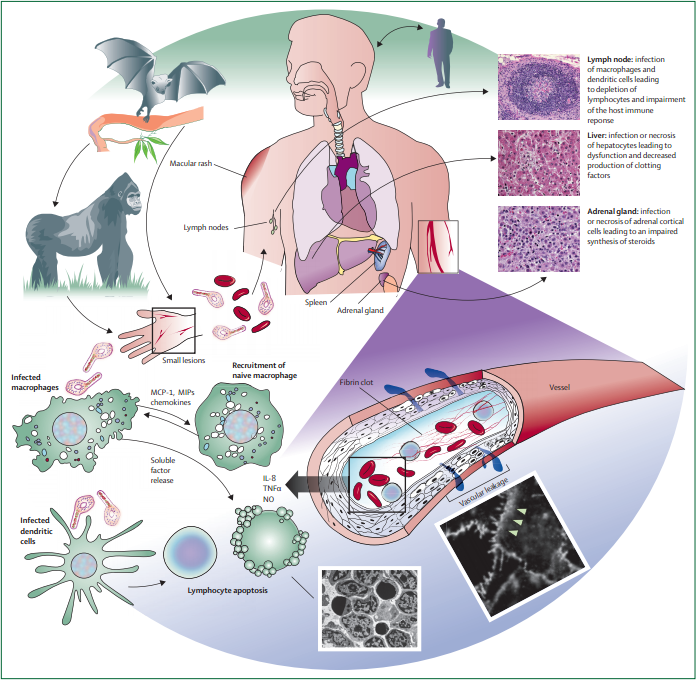 Lymph node: infection
of macrophages and
dendritic cells leading
to depletion of
lymphocytes and impairment
of the host immune
reponse
Liver: infection or necrosis
of hepatocytes leading to
dysfunction and decreased
production of clotting
factors
Adrenal gland: infection
or necrosis of adrenal cortical
cells leading to an impaired
synthesis of steroids
Macular rash
Lymph nodes
Spleen
Adrenal gland
Small lesions
Infected
macrophages
Recruitment of
naive macrophage
MCP-1, MIPs
chemokines
Fibrin clot
Vessel
Soluble
factor
release
IL-8
TNFα
NO
Vascular leakage
Infected
dendritic
cells
Lymphocyte apoptosis